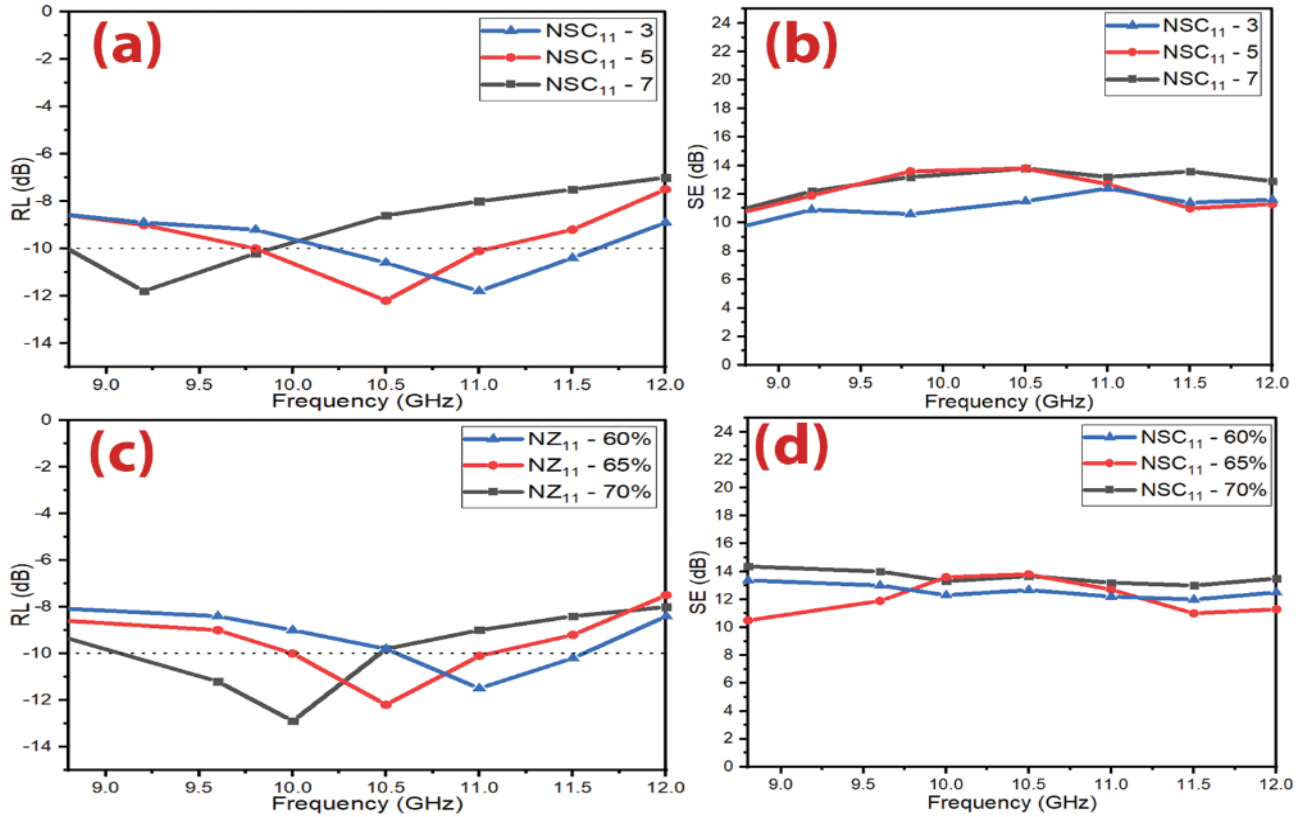 (a)
NSC₁₁ - 3
NSC₁₁ - 5
NSC₁₁ - 7
0
-2
-4
-6
-8
-10
-12
-14
RL (dB)
9.0 9.5 10.0 10.5 11.0 11.5 12.0
Frequency (GHz)
(b)
NSC₁₁ - 3
NSC₁₁ - 5
NSC₁₁ - 7
24
22
20
18
16
14
12
10
8
6
4
2
0
SE (dB)
9.0 9.5 10.0 10.5 11.0 11.5 12.0
Frequency (GHz)
(c)
NZ₁₁ - 60%
NZ₁₁ - 65%
NZ₁₁ - 70%
0
-2
-4
-6
-8
-10
-12
-14
RL (dB)
9.0 9.5 10.0 10.5 11.0 11.5 12.0
Frequency (GHz)
(d)
NSC₁₁ - 60%
NSC₁₁ - 65%
NSC₁₁ - 70%
24
22
20
18
16
14
12
10
8
6
4
2
0
SE (dB)
9.0 9.5 10.0 10.5 11.0 11.5 12.0
Frequency (GHz)